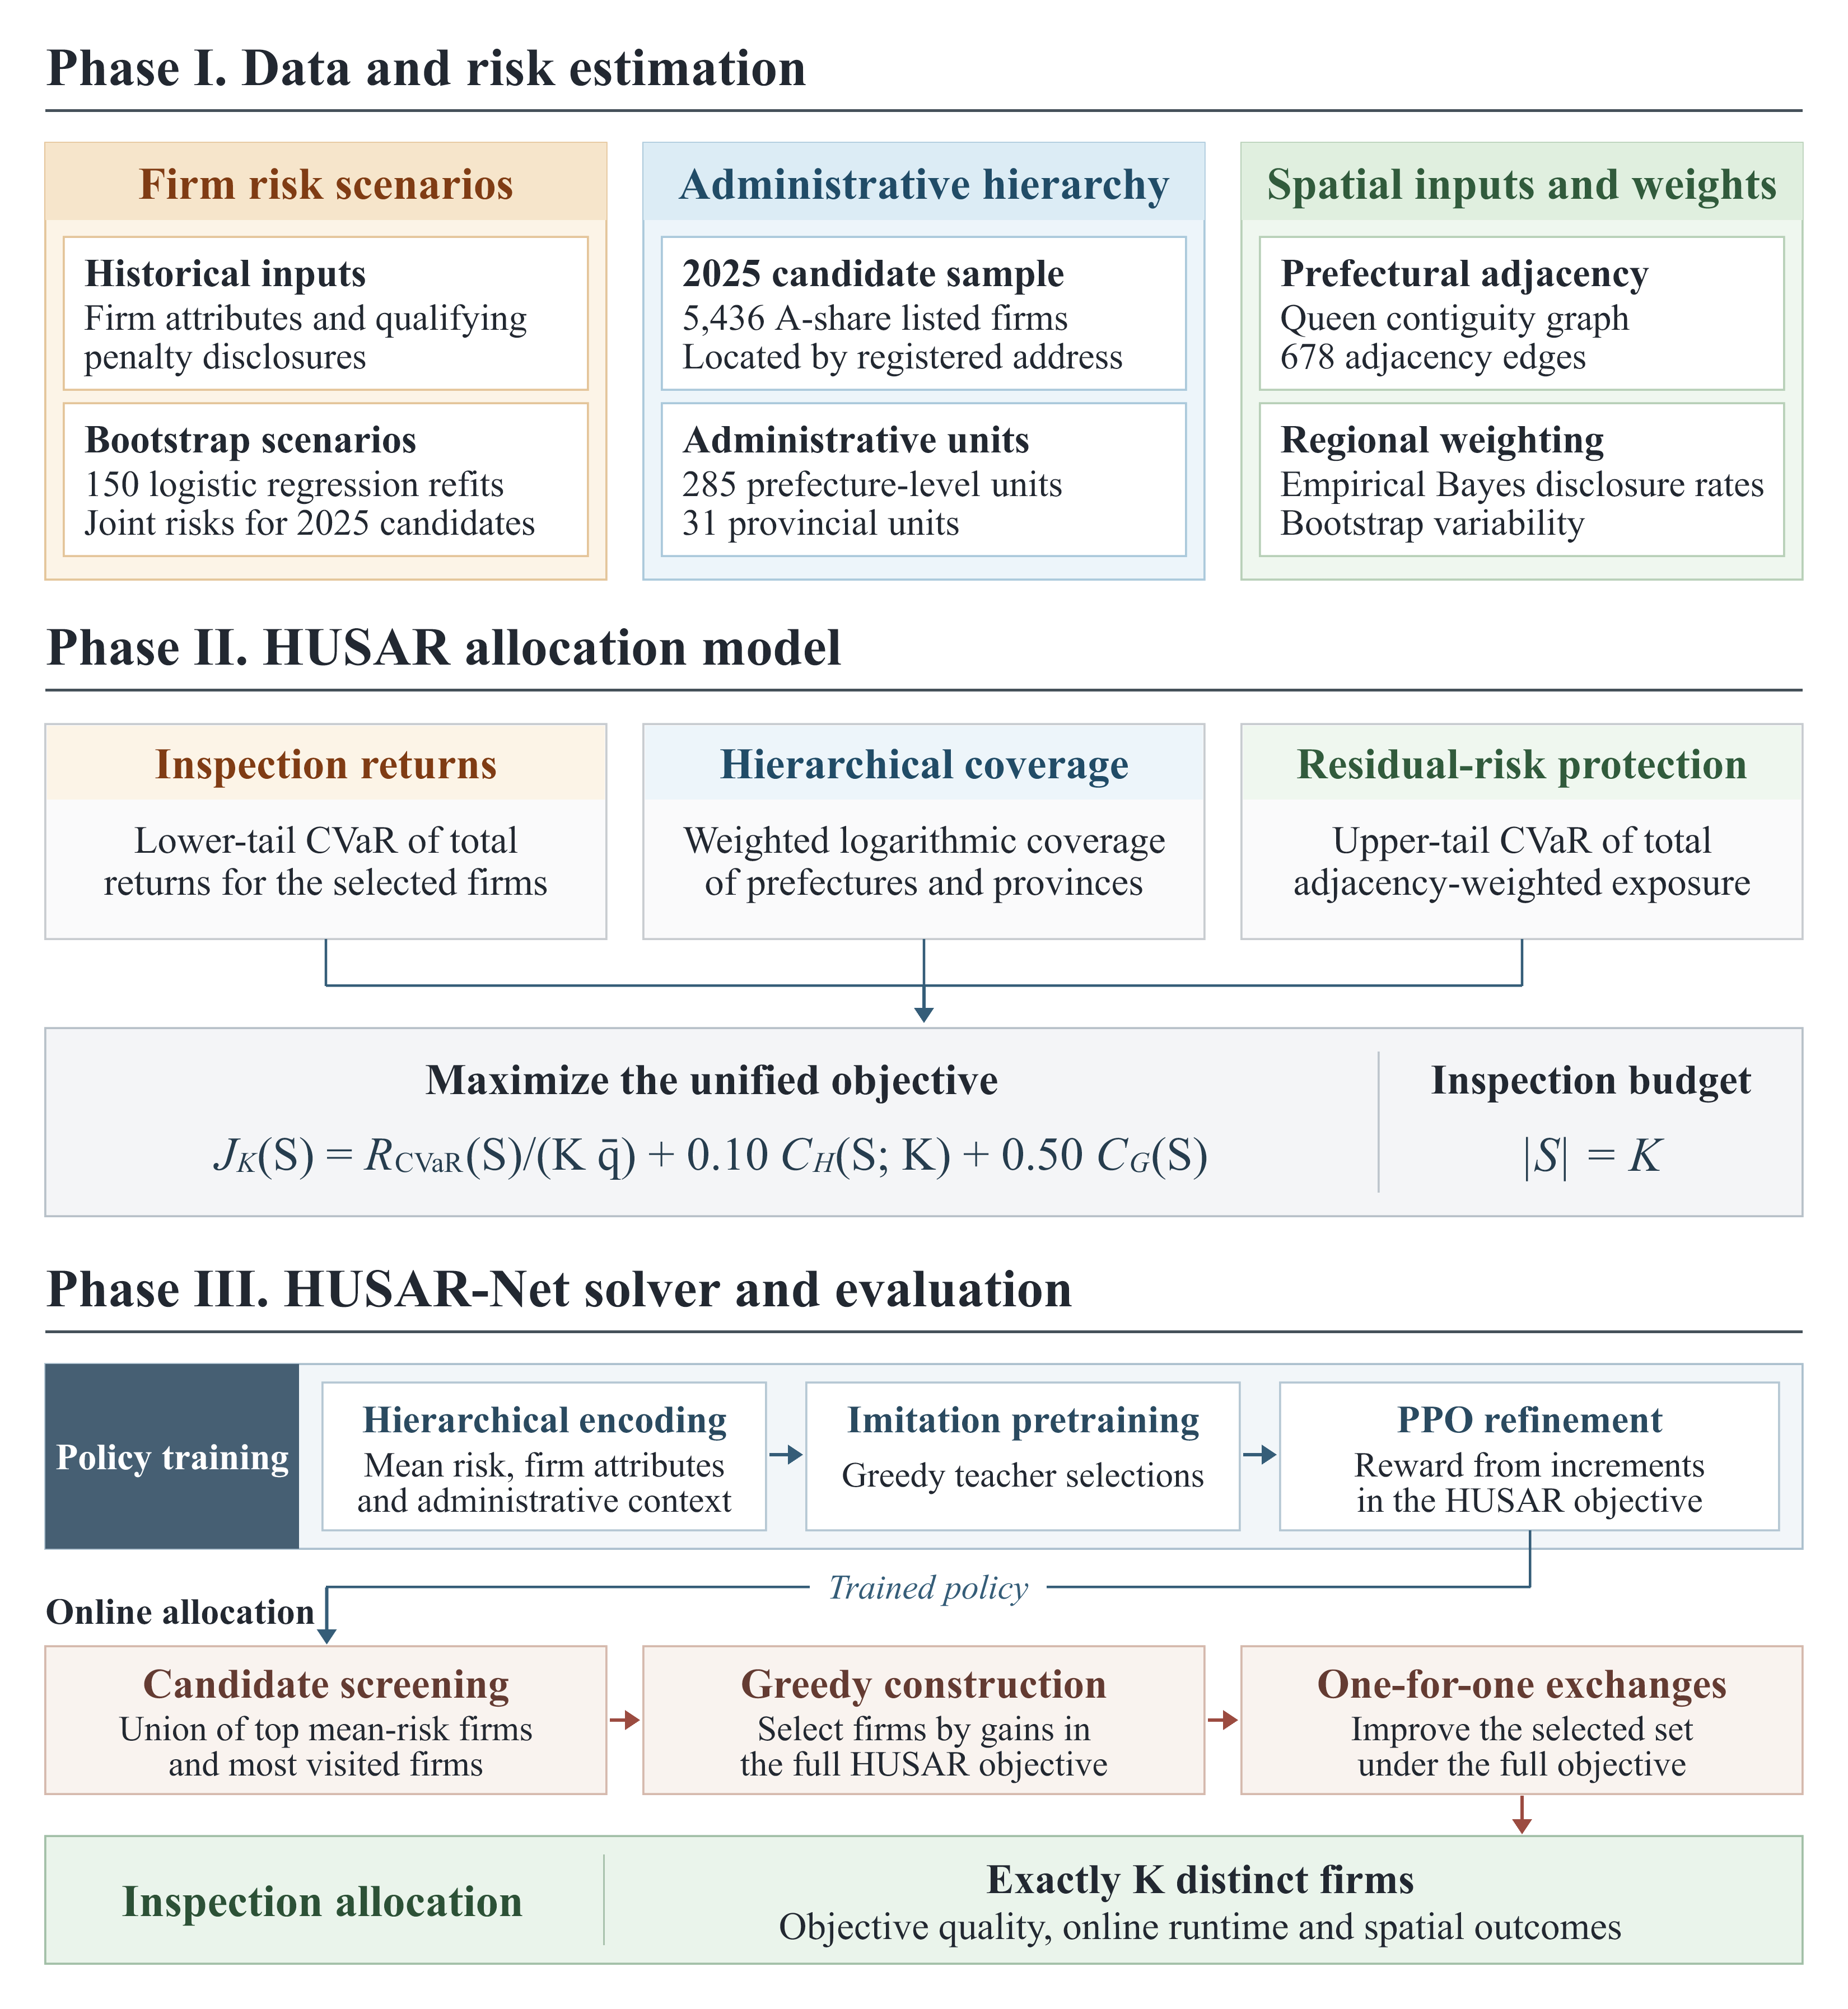 Phase I. Data and risk estimation
Firm risk scenarios
Historical inputs
Firm attributes and qualifying
penalty disclosures
Bootstrap scenarios
150 logistic regression refits
Joint risks for 2025 candidates
Administrative hierarchy
2025 candidate sample
5,436 A-share listed firms
Located by registered address
Administrative units
285 prefecture-level units
31 provincial units
Spatial inputs and weights
Prefectural adjacency
Queen contiguity graph
678 adjacency edges
Regional weighting
Empirical Bayes disclosure rates
Bootstrap variability
Phase II. HUSAR allocation model
Inspection returns
Lower-tail CVaR of total
returns for the selected firms
Hierarchical coverage
Weighted logarithmic coverage
of prefectures and provinces
Residual-risk protection
Upper-tail CVaR of total
adjacency-weighted exposure
Maximize the unified objective
J_K(S) = R_CVaR(S)/(K q̄) + 0.10 C_H(S; K) + 0.50 C_G(S)
Inspection budget
|S| = K
Phase III. HUSAR-Net solver and evaluation
Policy training
Hierarchical encoding
Mean risk, firm attributes
and administrative context
Imitation pretraining
Greedy teacher selections
PPO refinement
Reward from increments
in the HUSAR objective
Trained policy
Online allocation
Candidate screening
Union of top mean-risk firms
and most visited firms
Greedy construction
Select firms by gains in
the full HUSAR objective
One-for-one exchanges
Improve the selected set
under the full objective
Inspection allocation
Exactly K distinct firms
Objective quality, online runtime and spatial outcomes